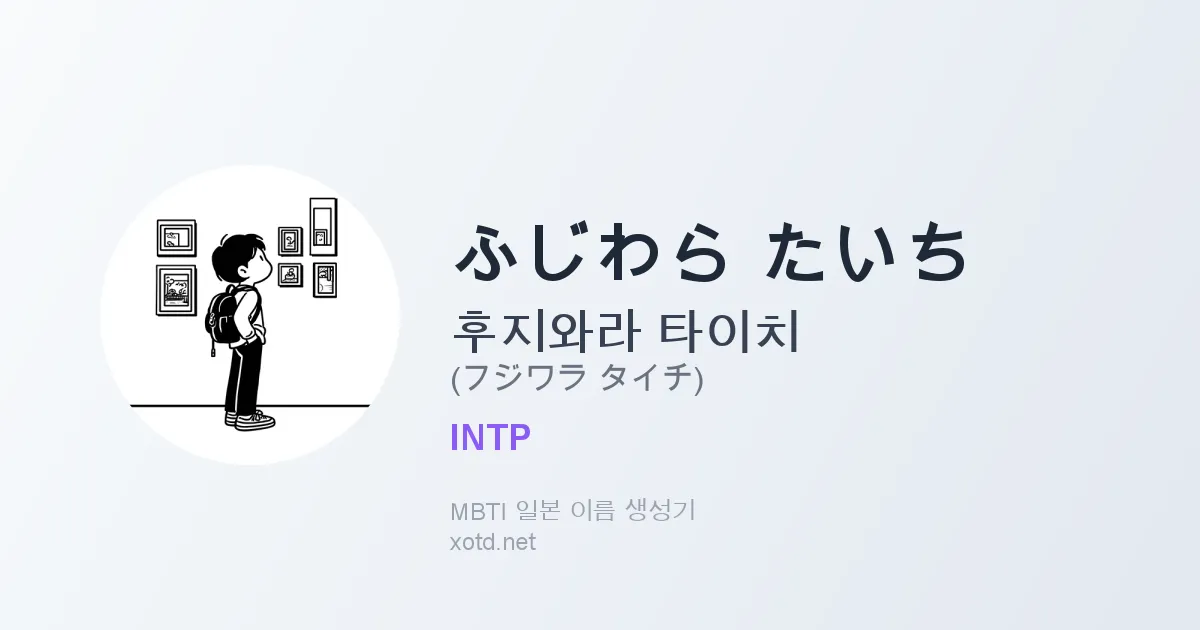 ふじわら たいち
후지와라 타이치
(フジワラ タイチ)
INTP
MBTI 일본 이름 생성기
xotd.net